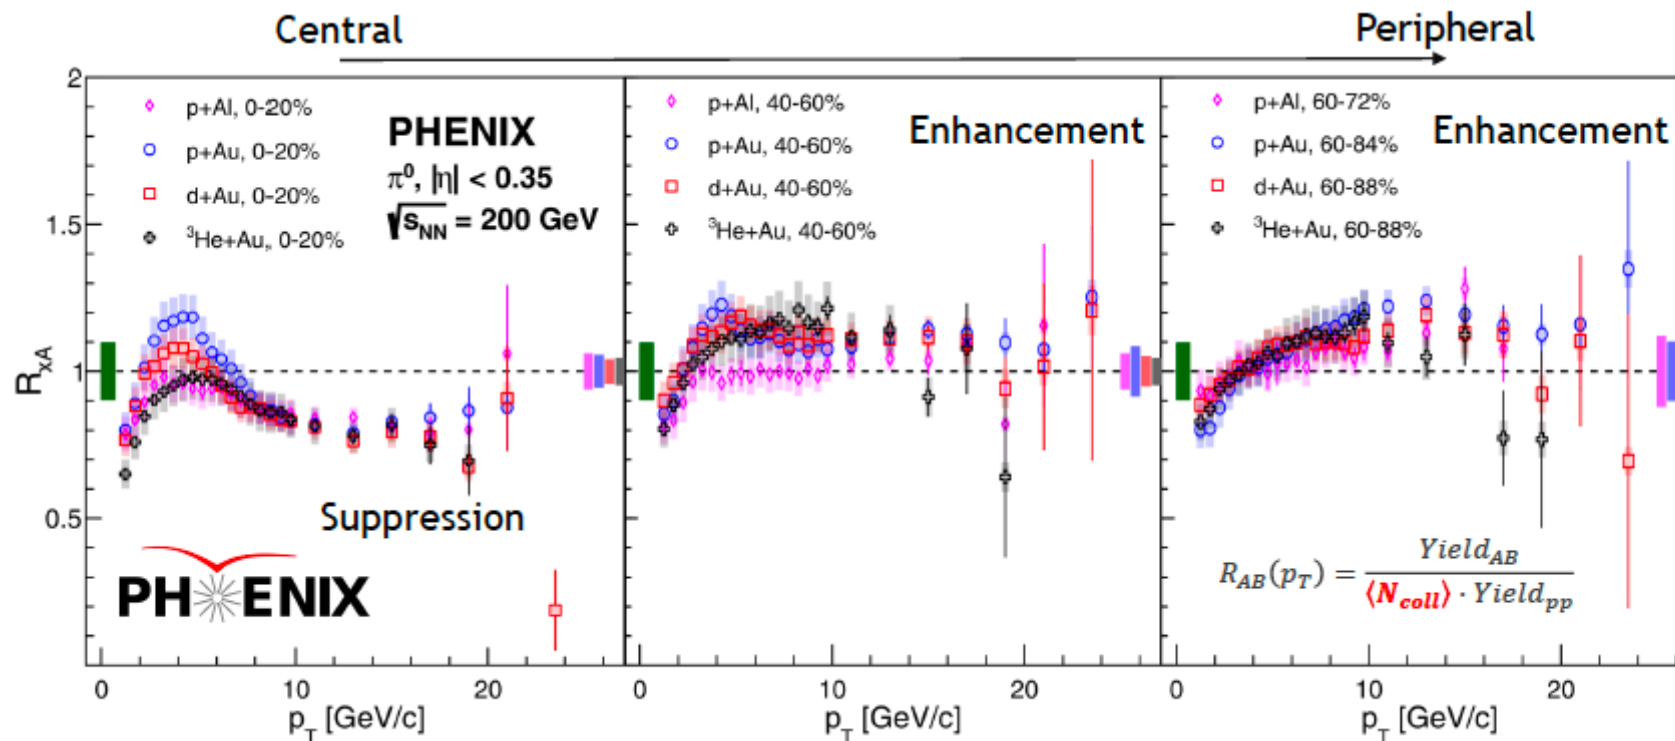 Central
Peripheral
2
1.5
1
0.5
R_xA
p+Al, 0-20%
p+Au, 0-20%
d+Au, 0-20%
³He+Au, 0-20%
PHENIX
π⁰, |η| < 0.35
√s_NN = 200 GeV
Suppression
PHENIX
0
10
20
p_T [GeV/c]
p+Al, 40-60%
p+Au, 40-60%
d+Au, 40-60%
³He+Au, 40-60%
Enhancement
0
10
20
p_T [GeV/c]
p+Al, 60-72%
p+Au, 60-84%
d+Au, 60-88%
³He+Au, 60-88%
Enhancement
R_AB(p_T) = Yield_AB / ⟨N_coll⟩ · Yield_pp
0
10
20
p_T [GeV/c]